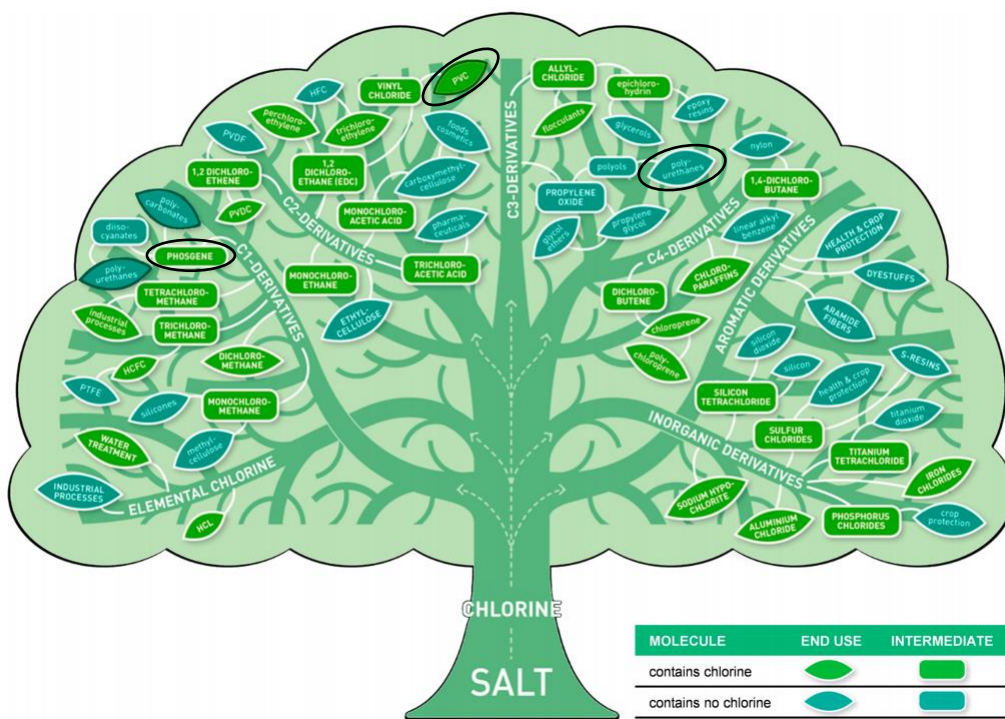 PVC
VINYL
CHLORIDE
HFC
perchloro-
ethylene
trichloro-
ethylene
foods
cosmetics
PVDF
1,2 DICHLORO-
ETHENE
1,2
DICHLORO-
ETHANE (EDC)
carboxymethyl-
cellulose
PVDC
MONOCHLORO-
ACETIC ACID
pharma-
ceuticals
TRICHLORO-
ACETIC ACID
C2-DERIVATIVES
MONOCHLORO-
ETHANE
ETHYL-
CELLULOSE
poly-
carbonates
diiso-
cyanates
PHOSGENE
poly-
urethanes
C1-DERIVATIVES
TETRACHLORO-
METHANE
industrial
processes
TRICHLORO-
METHANE
HCFC
DICHLORO-
METHANE
PTFE
silicones
MONOCHLORO-
METHANE
methyl-
cellulose
WATER
TREATMENT
INDUSTRIAL
PROCESSES
ELEMENTAL CHLORINE
HCL
C3-DERIVATIVES
ALLYL-
CHLORIDE
epichloro-
hydrin
flocculants
glycerols
epoxy
resins
polyols
poly-
urethanes
PROPYLENE
OXIDE
glycol
ethers
propylene
glycol
nylon
1,4-DICHLORO-
BUTANE
C4-DERIVATIVES
linear alkyl
benzene
DICHLORO-
BUTENE
CHLORO-
PARAFFINS
chloroprene
poly-
chloroprene
AROMATIC DERIVATIVES
HEALTH & CROP
PROTECTION
DYESTUFFS
ARAMIDE
FIBERS
silicon
dioxide
silicon
S-RESINS
health & crop
protection
SILICON
TETRACHLORIDE
SULFUR
CHLORIDES
titanium
dioxide
TITANIUM
TETRACHLORIDE
INORGANIC DERIVATIVES
IRON
CHLORIDES
SODIUM HYPO-
CHLORITE
ALUMINIUM
CHLORIDE
PHOSPHORUS
CHLORIDES
crop
protection
CHLORINE
SALT
MOLECULE END USE INTERMEDIATE
contains chlorine
contains no chlorine